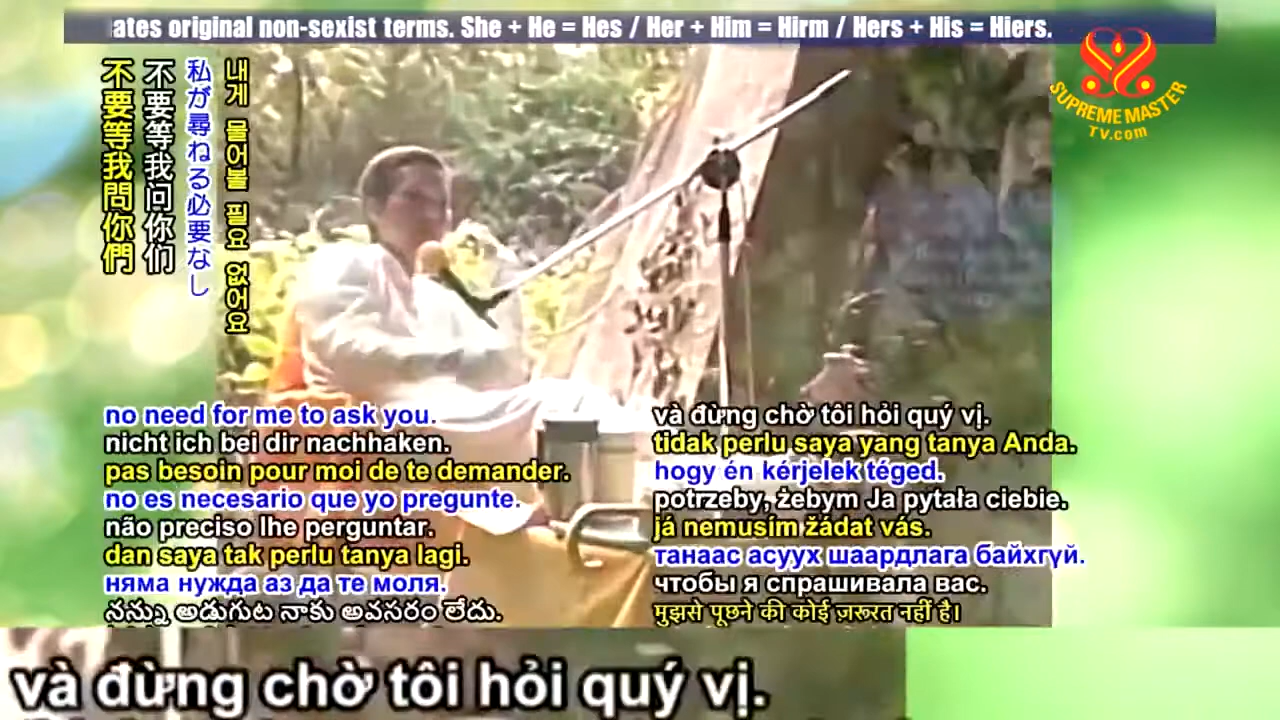 ates original non-sexist terms. She + He = Hes / Her + Him = Hirm / Hers + His = Hiers.
SUPREME MASTER
TV.com
내게 물어볼 필요 없어요
私が尋ねる必要なし
不要等我问你们
不要等我問你們
no need for me to ask you.
nicht ich bei dir nachhaken.
pas besoin pour moi de te demander.
no es necesario que yo pregunte.
não preciso lhe perguntar.
dan saya tak perlu tanya lagi.
няма нужда аз да те моля.
నన్ను అడుగుట నాకు అవసరం లేదు.
và đừng chờ tôi hỏi quý vị.
tidak perlu saya yang tanya Anda.
hogy én kérjelek téged.
potrzeby, żebym Ja pytała ciebie.
já nemusím žádat vás.
танаас асуух шаардлага байхгүй.
чтобы я спрашивала вас.
मुझसे पूछने की कोई ज़रूरत नहीं है।
và đừng chờ tôi hỏi quý vị.